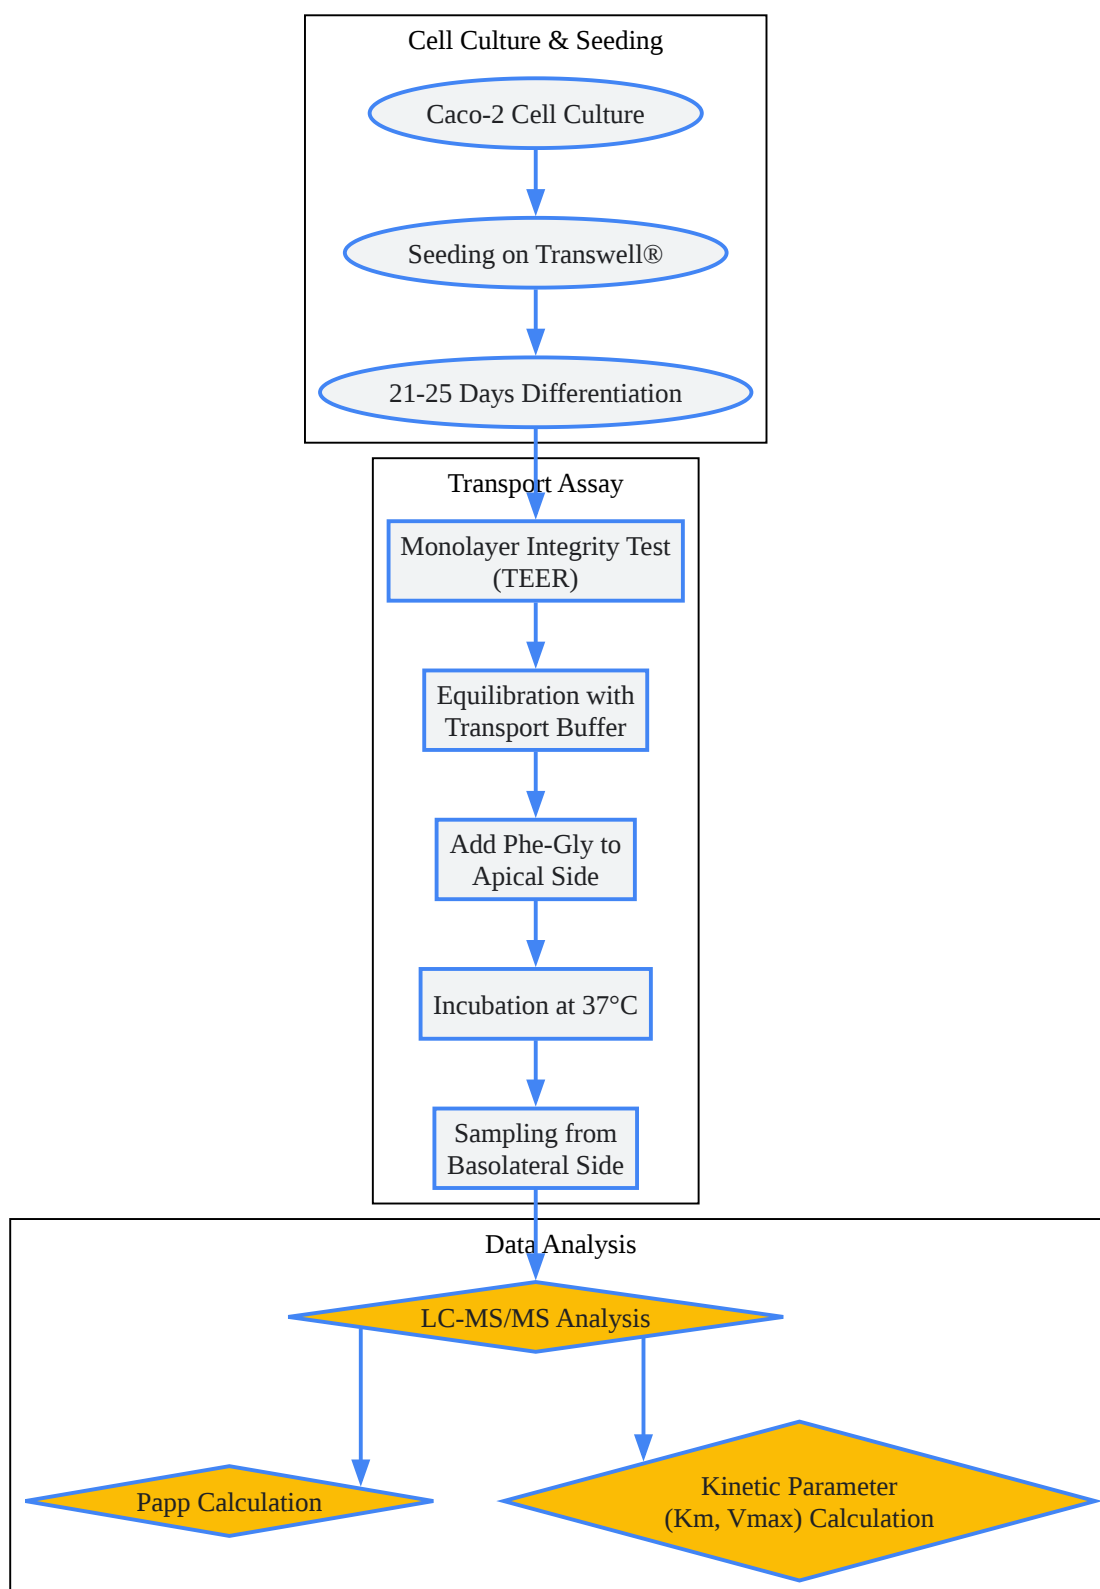 Cell Culture & Seeding
Caco-2 Cell Culture
Seeding on Transwell®
21-25 Days Differentiation
Transport Assay
Monolayer Integrity Test
(TEER)
Equilibration with
Transport Buffer
Add Phe-Gly to
Apical Side
Incubation at 37°C
Sampling from
Basolateral Side
Data Analysis
LC-MS/MS Analysis
Papp Calculation
Kinetic Parameter
(Km, Vmax) Calculation